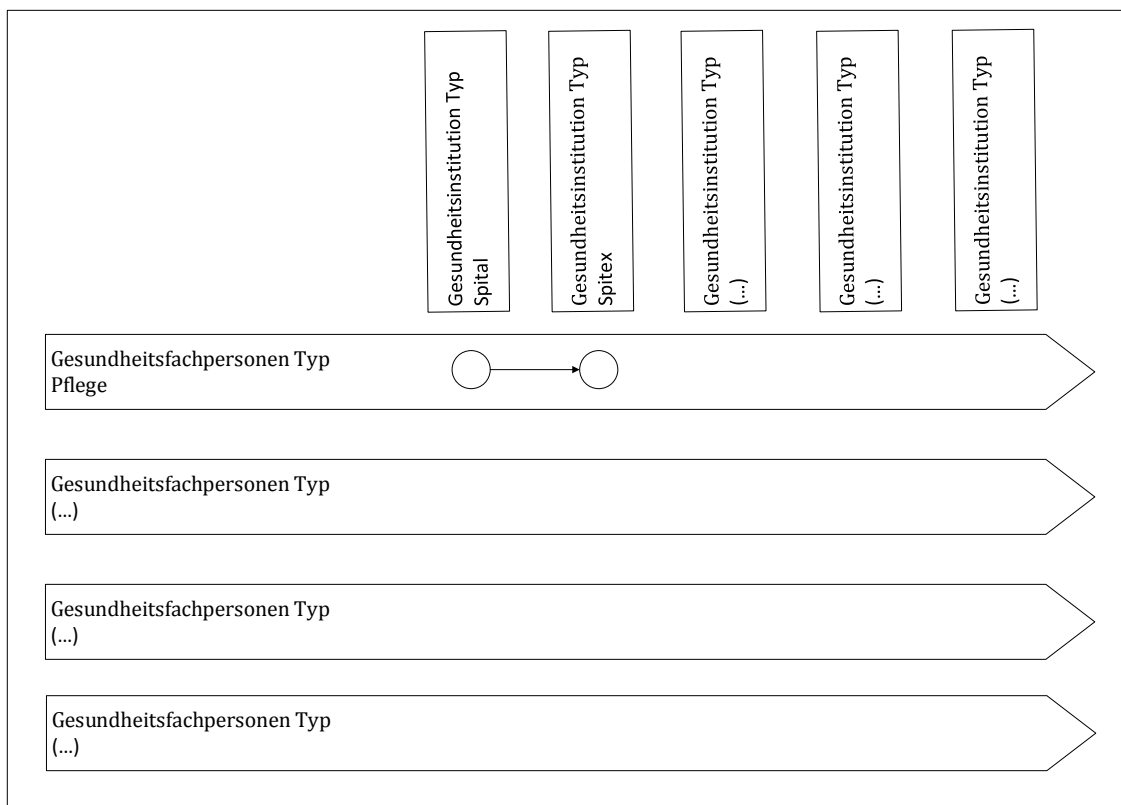 Gesundheitsinstitution Typ
Spital
Gesundheitsinstitution Typ
Spitex
Gesundheitsinstitution Typ
(...)
Gesundheitsinstitution Typ
(...)
Gesundheitsinstitution Typ
(...)
Gesundheitsfachpersonen Typ
Pflege
Gesundheitsfachpersonen Typ
(...)
Gesundheitsfachpersonen Typ
(...)
Gesundheitsfachpersonen Typ
(...)